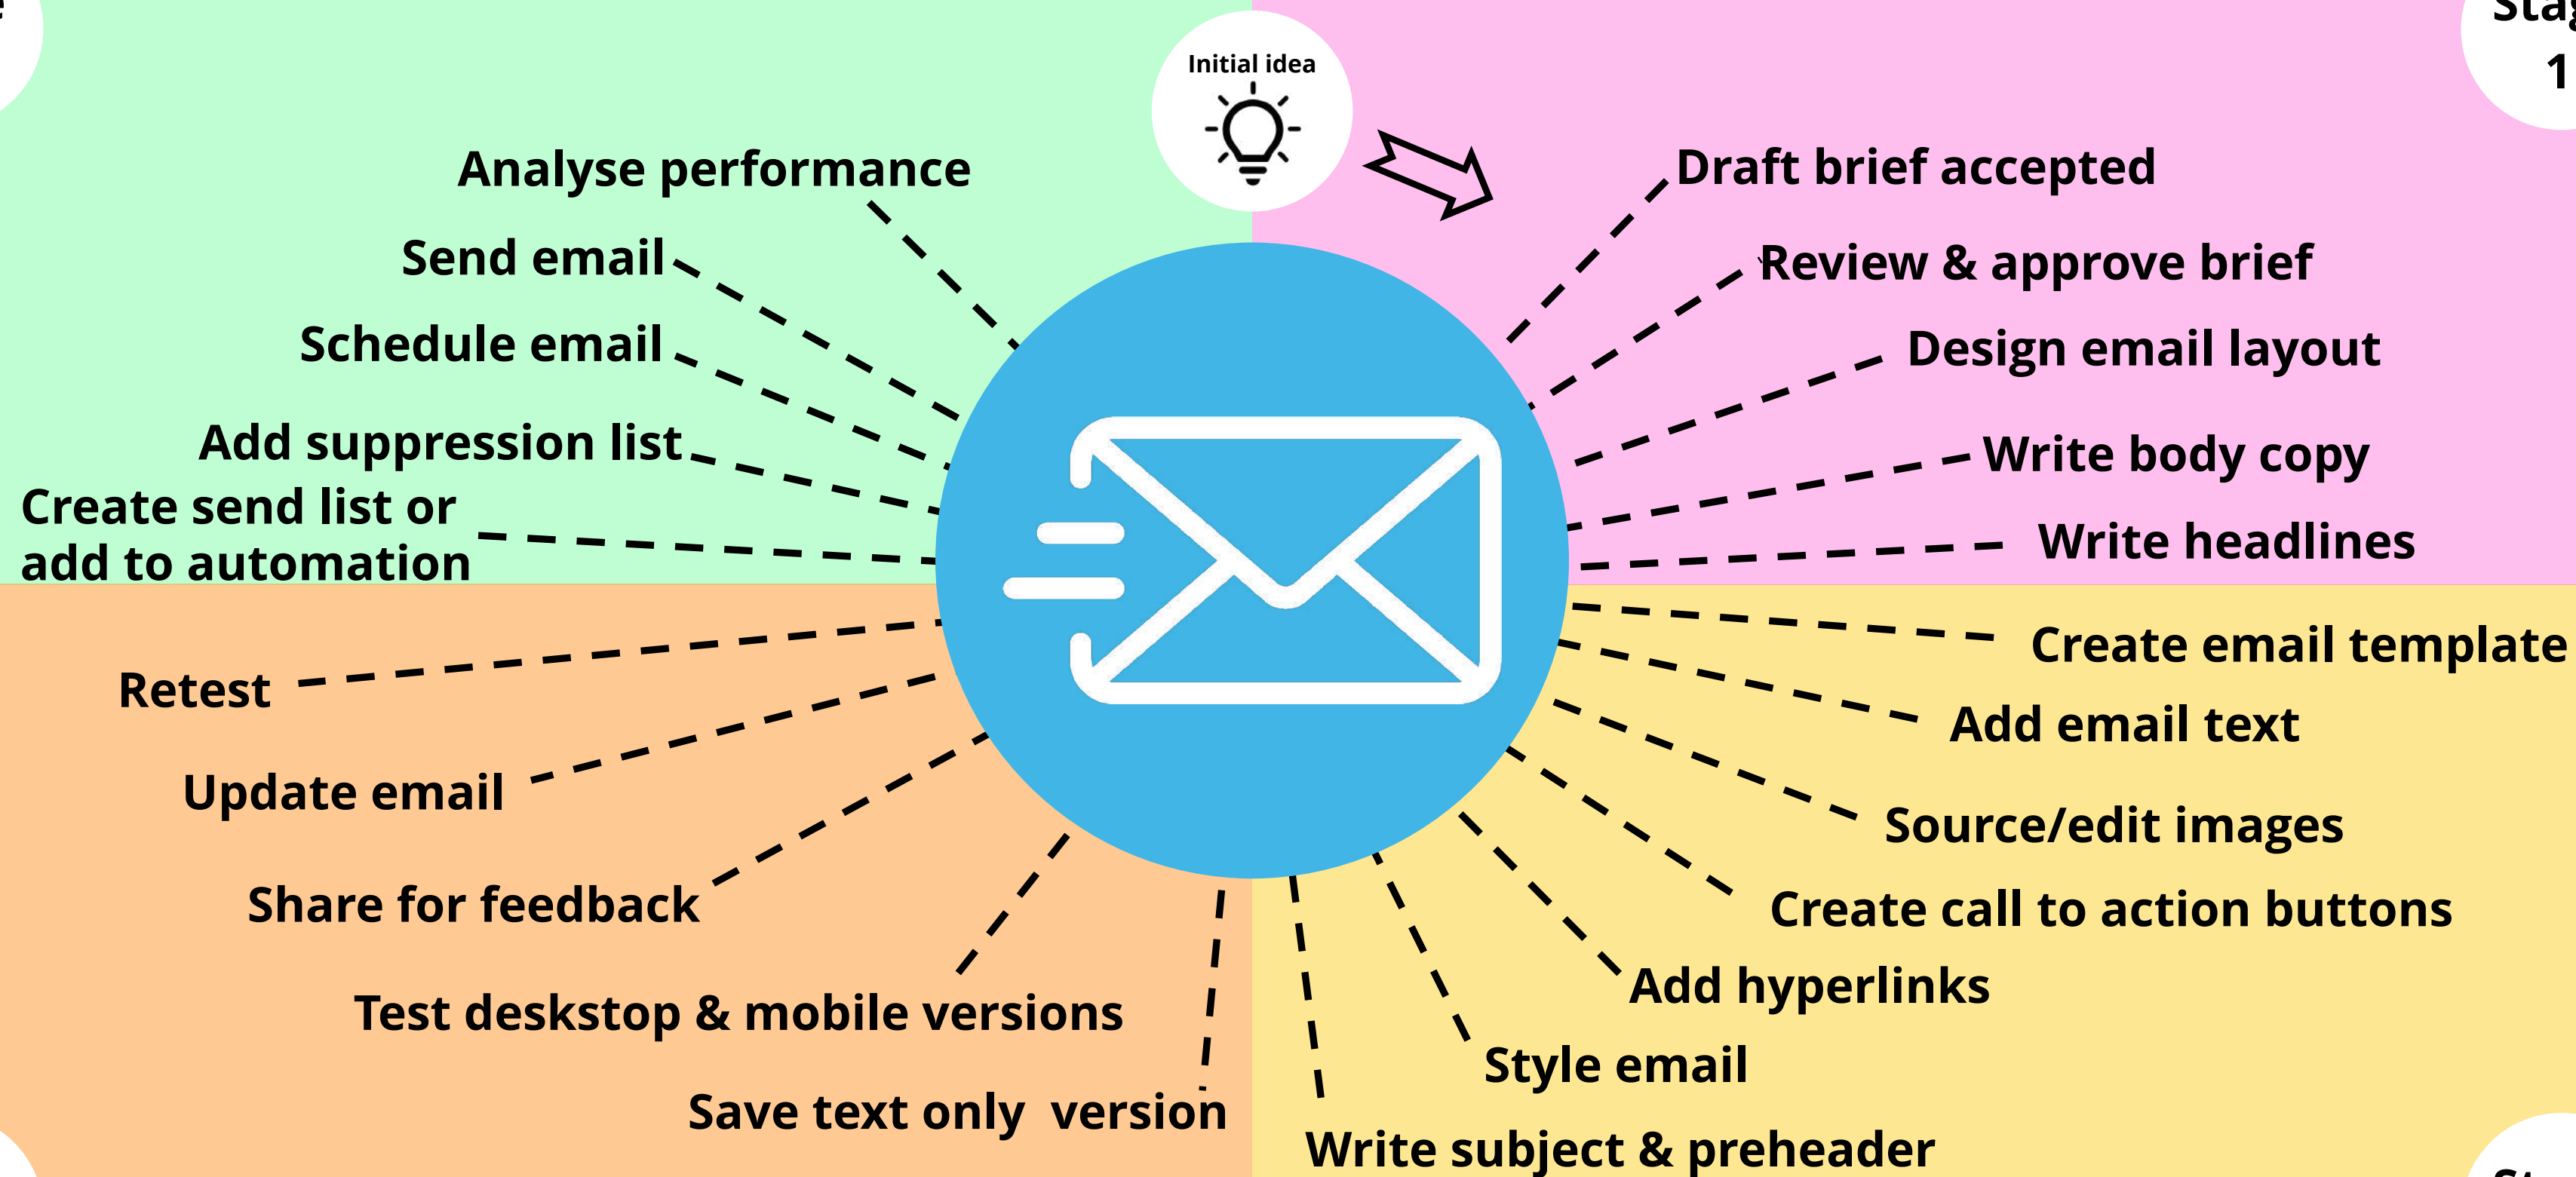 Initial idea
1
Draft brief accepted
Review & approve brief
Design email layout
Write body copy
Write headlines
Create email template
Add email text
Source/edit images
Create call to action buttons
Add hyperlinks
Style email
Write subject & preheader
Save text only  version
Test deskstop & mobile versions
Share for feedback
Update email
Retest
Create send list or
add to automation
Add suppression list
Schedule email
Send email
Analyse performance